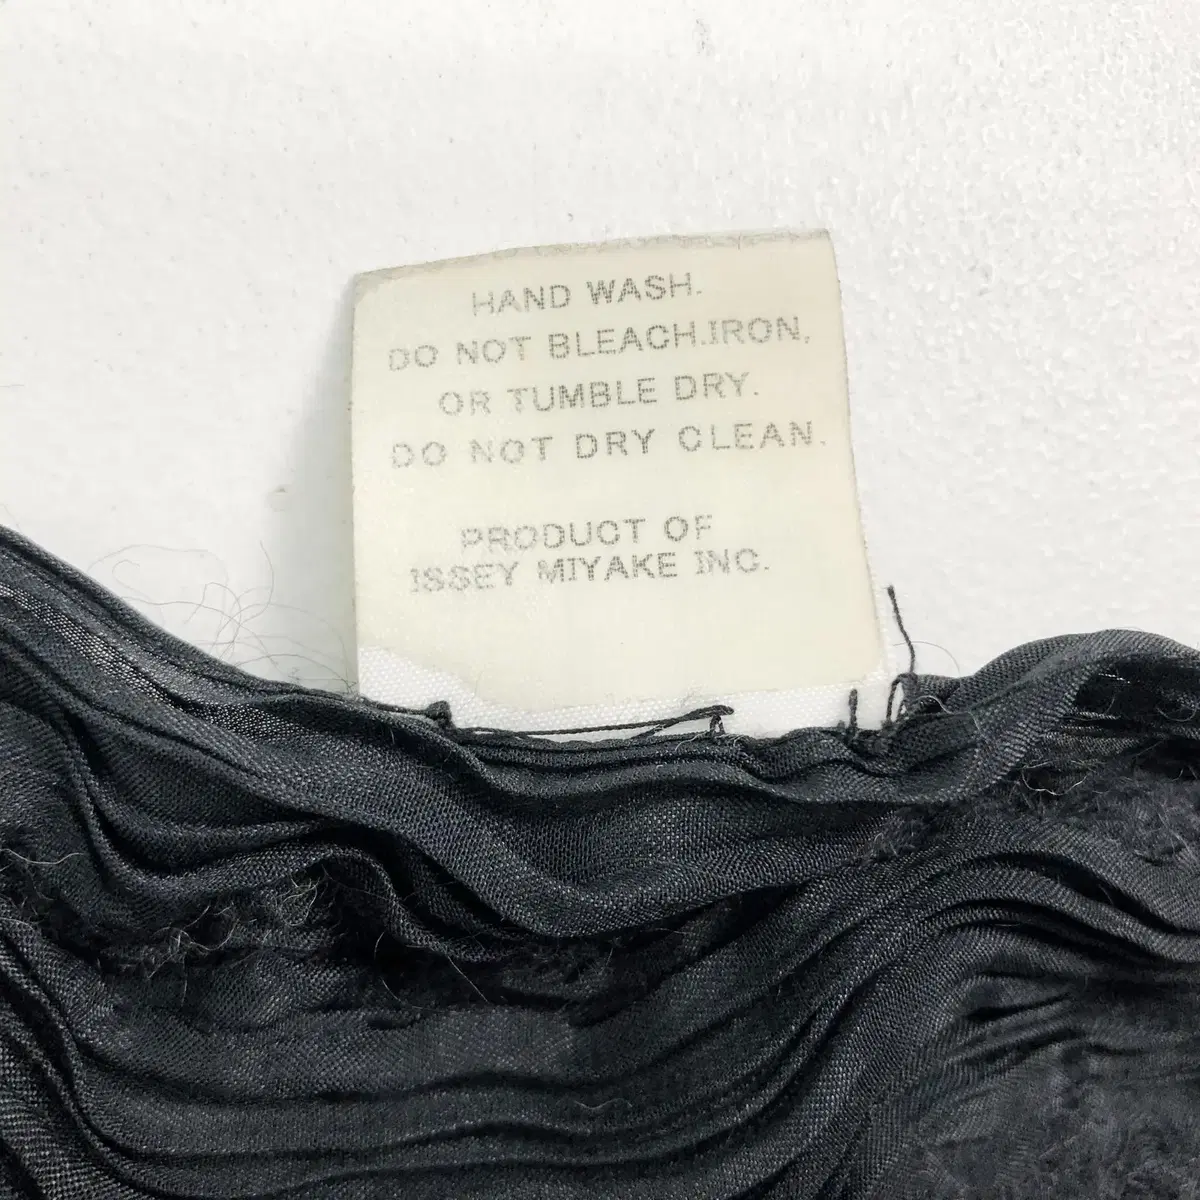 HAND WASH.
DO NOT BLEACH.IRON,
OR TUMBLE DRY.
DO NOT DRY CLEAN.
PRODUCT OF
ISSEY MIYAKE INC.